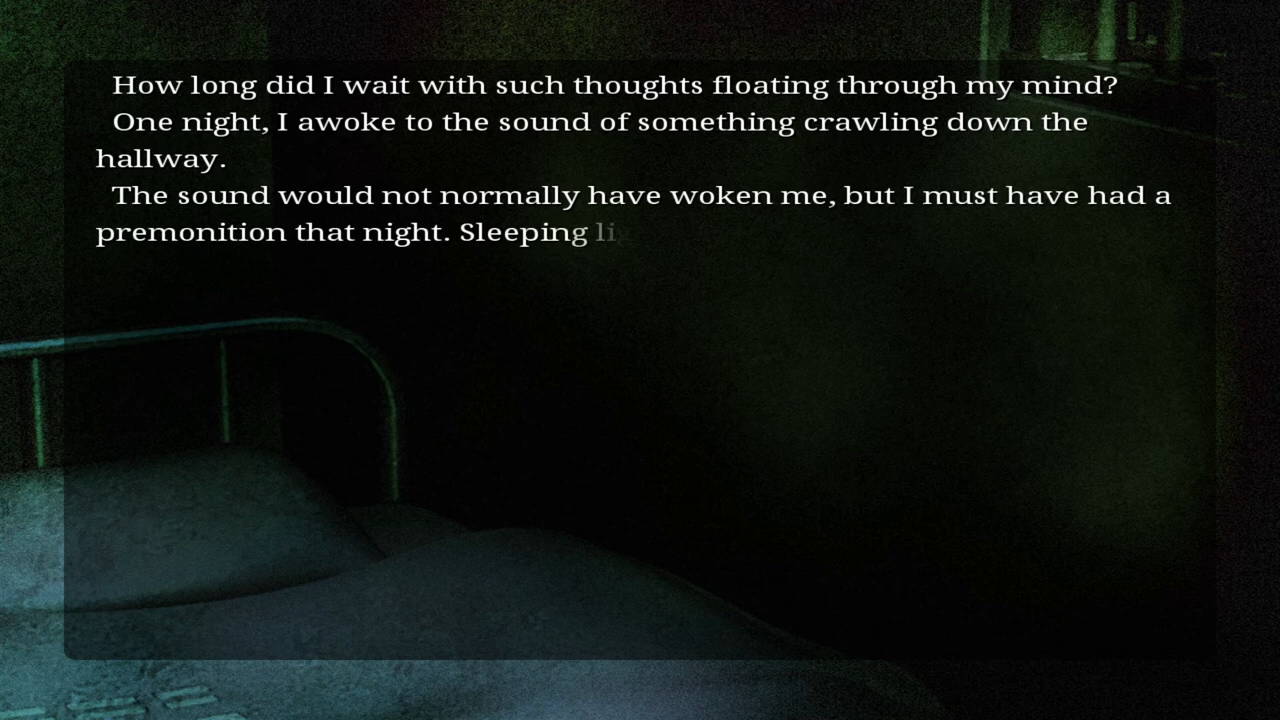 How long did I wait with such thoughts floating through my mind?
One night, I awoke to the sound of something crawling down the
hallway.
The sound would not normally have woken me, but I must have had a
premonition that night. Sleeping